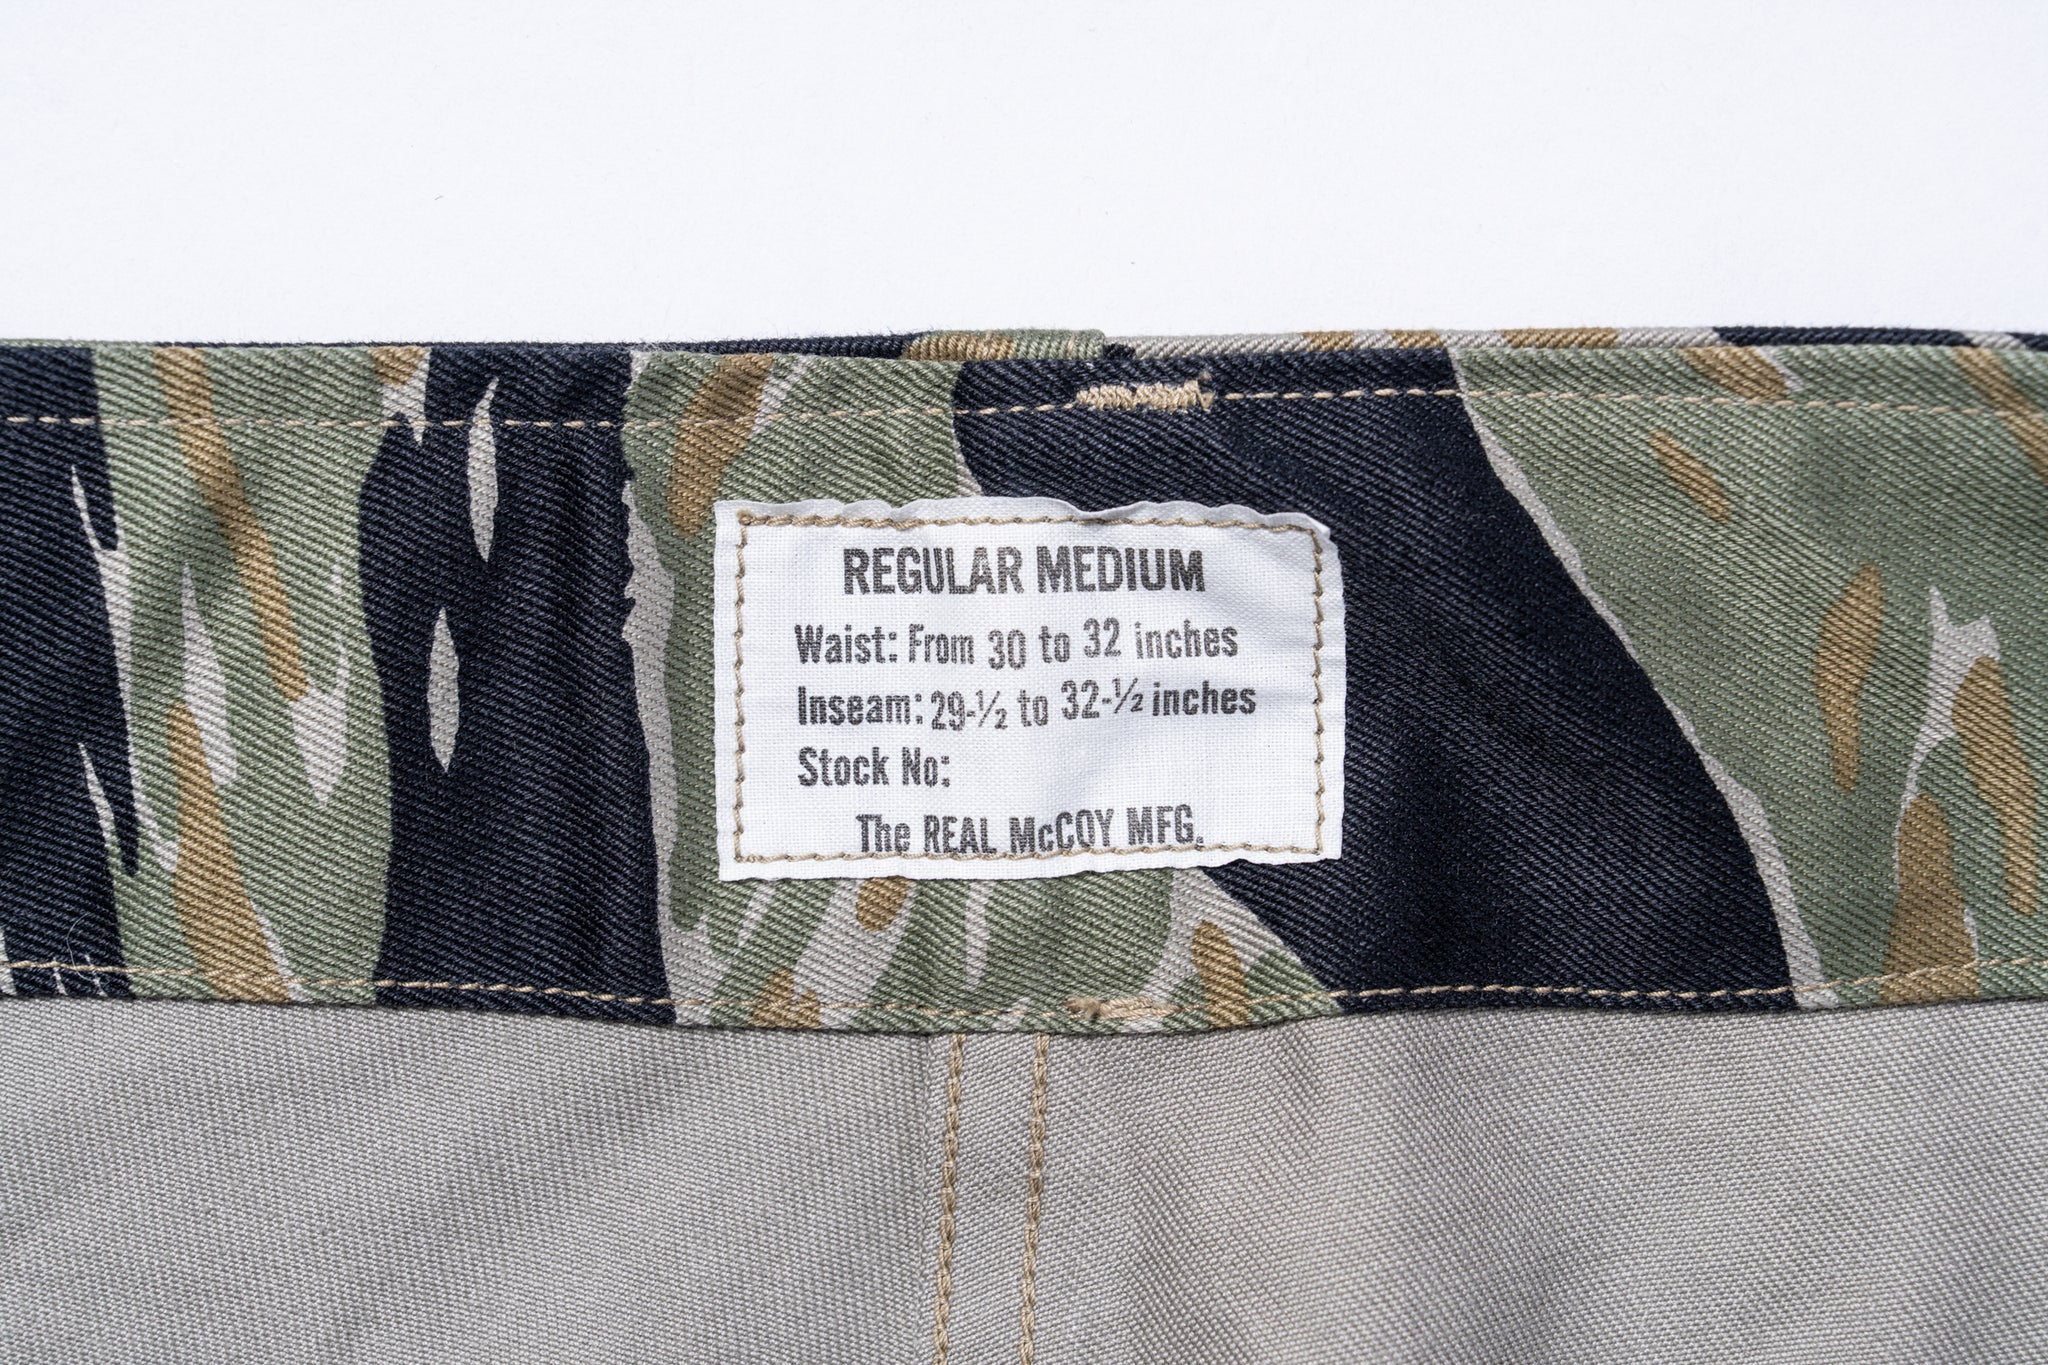 REGULAR MEDIUM
Waist: From 30 to 32 inches
Inseam: 29-½ to 32-½ inches
Stock No:
The REAL McCOY MFG.